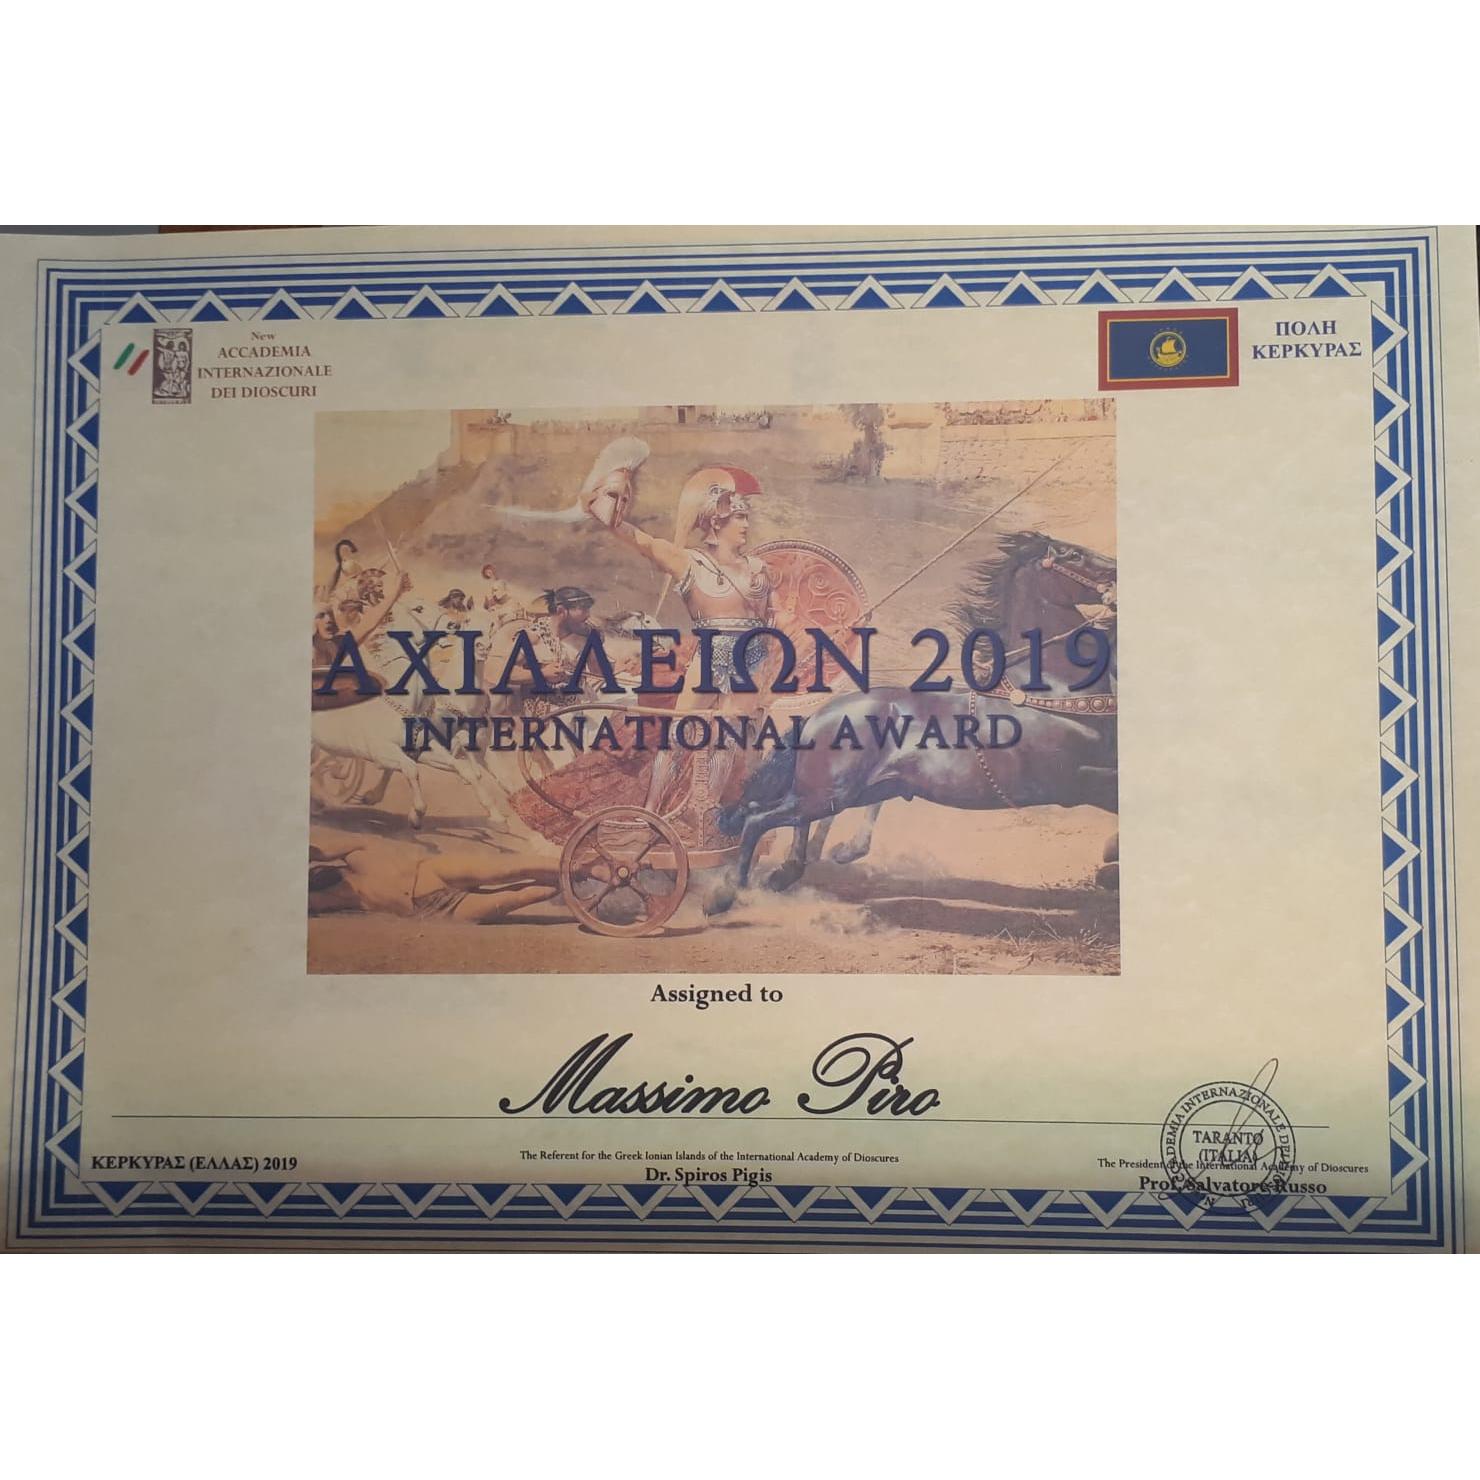 New
ACCADEMIA
INTERNAZIONALE
DEI DIOSCURI
ΠΟΛΗ
ΚΕΡΚΥΡΑΣ
ΑΧΙΛΛΕΙΩΝ 2019
INTERNATIONAL AWARD
Assigned to
Massimo Piro
ΚΕΡΚΥΡΑΣ (ΕΛΛΑΣ) 2019
The Referent for the Greek Ionian Islands of the International Academy of Dioscures
Dr. Spiros Pigis
The President of the International Academy of Dioscures
Prof. Salvatore Russo
TARANTO
(ITALIA)